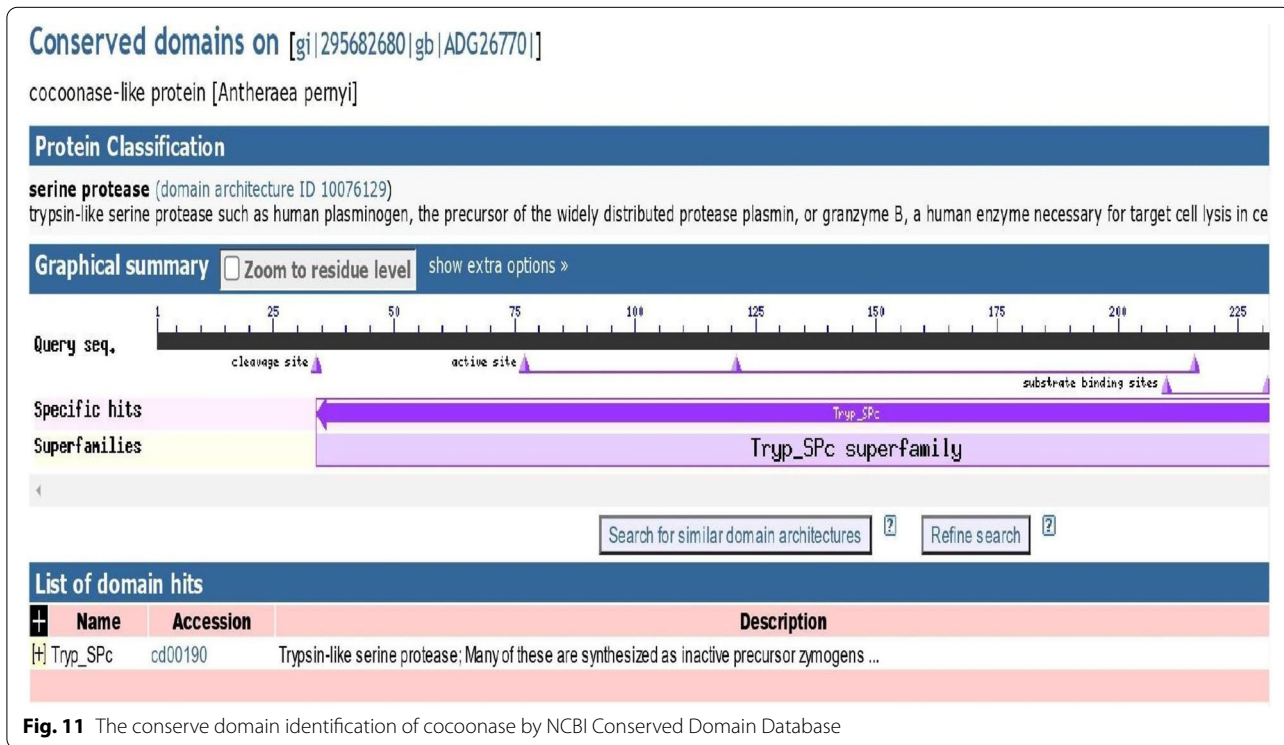 Conserved domains on [gi|295682680|gb|ADG26770|]
cocoonase-like protein [Antheraea pernyi]
Protein Classification
serine protease (domain architecture ID 10076129)
trypsin-like serine protease such as human plasminogen, the precursor of the widely distributed protease plasmin, or granzyme B, a human enzyme necessary for target cell lysis in ce
Graphical summary Zoom to residue level show extra options »
1 25 50 75 100 125 150 175 200 225
Query seq.
cleavage site active site
substrate binding sites
Specific hits Tryp_SPc
Superfamilies Tryp_SPc superfamily
Search for similar domain architectures ? Refine search ?
List of domain hits
+ Name Accession Description
[+] Tryp_SPc cd00190 Trypsin-like serine protease; Many of these are synthesized as inactive precursor zymogens ...
Fig. 11 The conserve domain identification of cocoonase by NCBI Conserved Domain Database